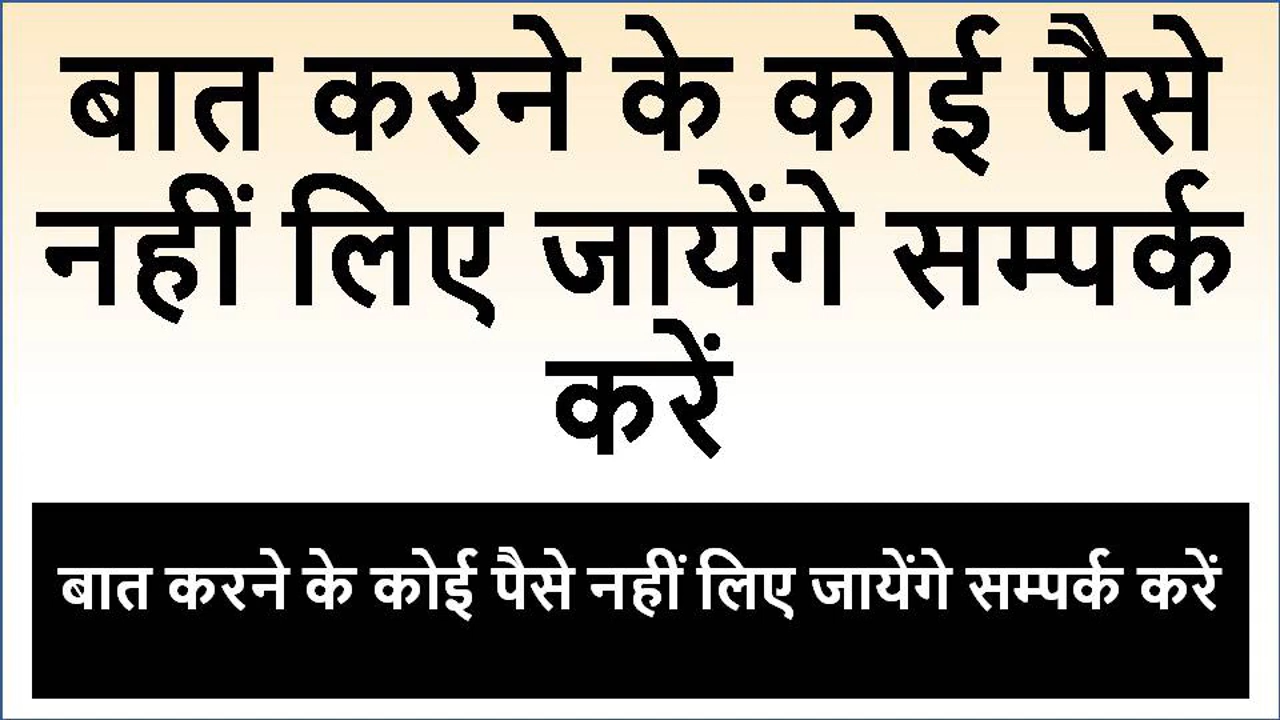 बात करने के कोई पैसे
नहीं लिए जायेंगे सम्पर्क
करें
बात करने के कोई पैसे नहीं लिए जायेंगे सम्पर्क करें